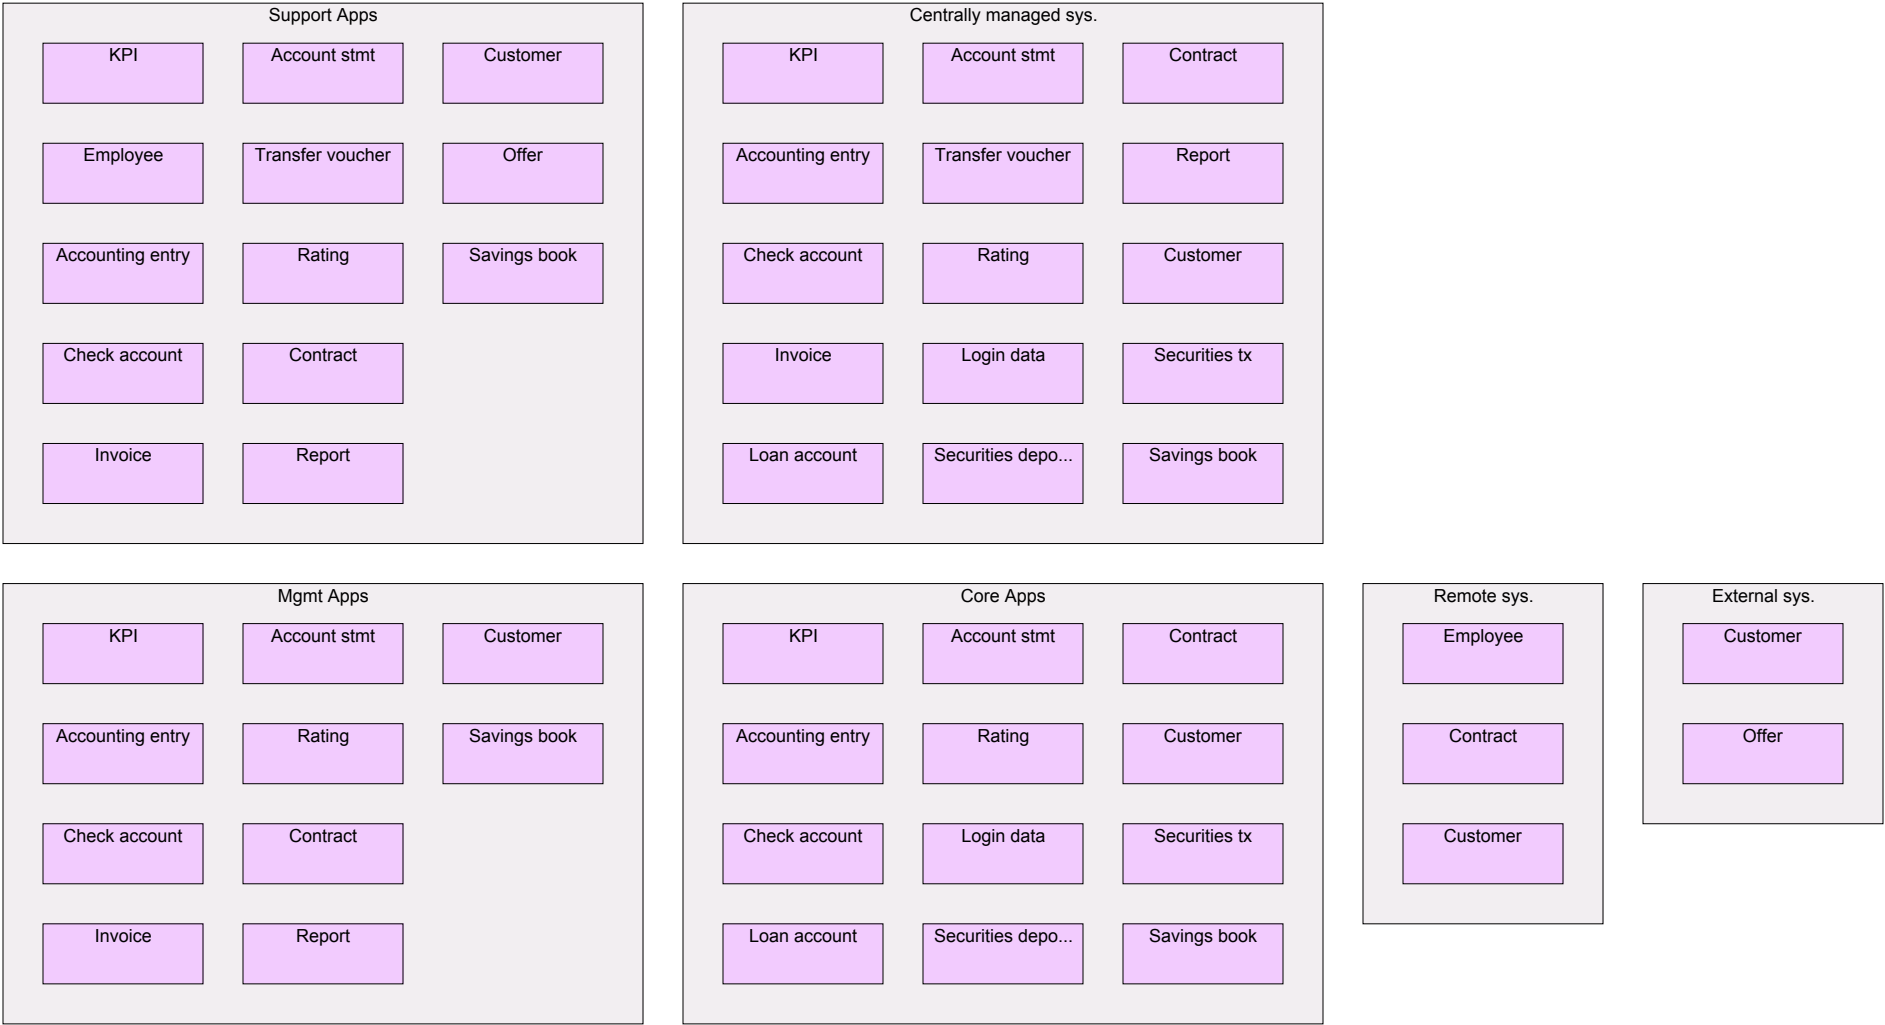 Support Apps
KPI
Account stmt
Customer
Employee
Transfer voucher
Offer
Accounting entry
Rating
Savings book
Check account
Contract
Invoice
Report
Centrally managed sys.
KPI
Account stmt
Contract
Accounting entry
Transfer voucher
Report
Check account
Rating
Customer
Invoice
Login data
Securities tx
Loan account
Securities depo...
Savings book
Mgmt Apps
KPI
Account stmt
Customer
Accounting entry
Rating
Savings book
Check account
Contract
Invoice
Report
Core Apps
KPI
Account stmt
Contract
Accounting entry
Rating
Customer
Check account
Login data
Securities tx
Loan account
Securities depo...
Savings book
Remote sys.
Employee
Contract
Customer
External sys.
Customer
Offer